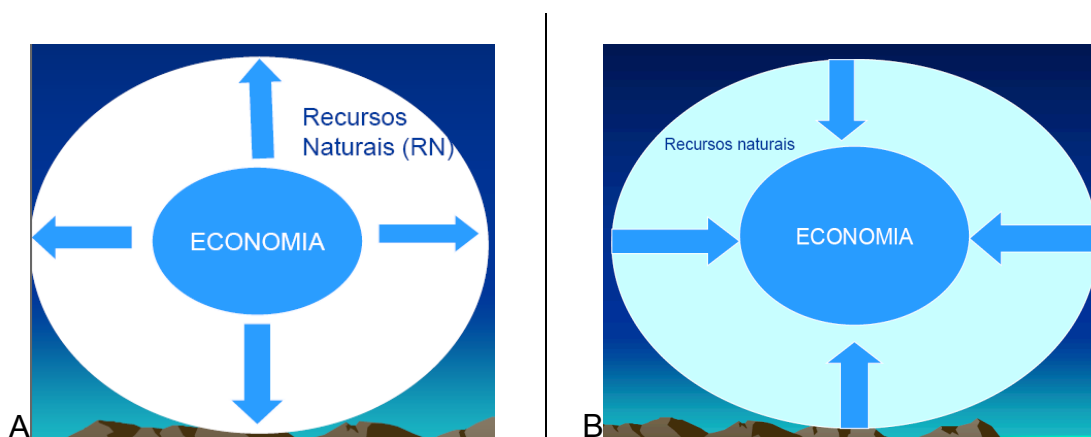 Recursos
Naturais (RN)
ECONOMIA
A
Recursos naturais
ECONOMIA
B